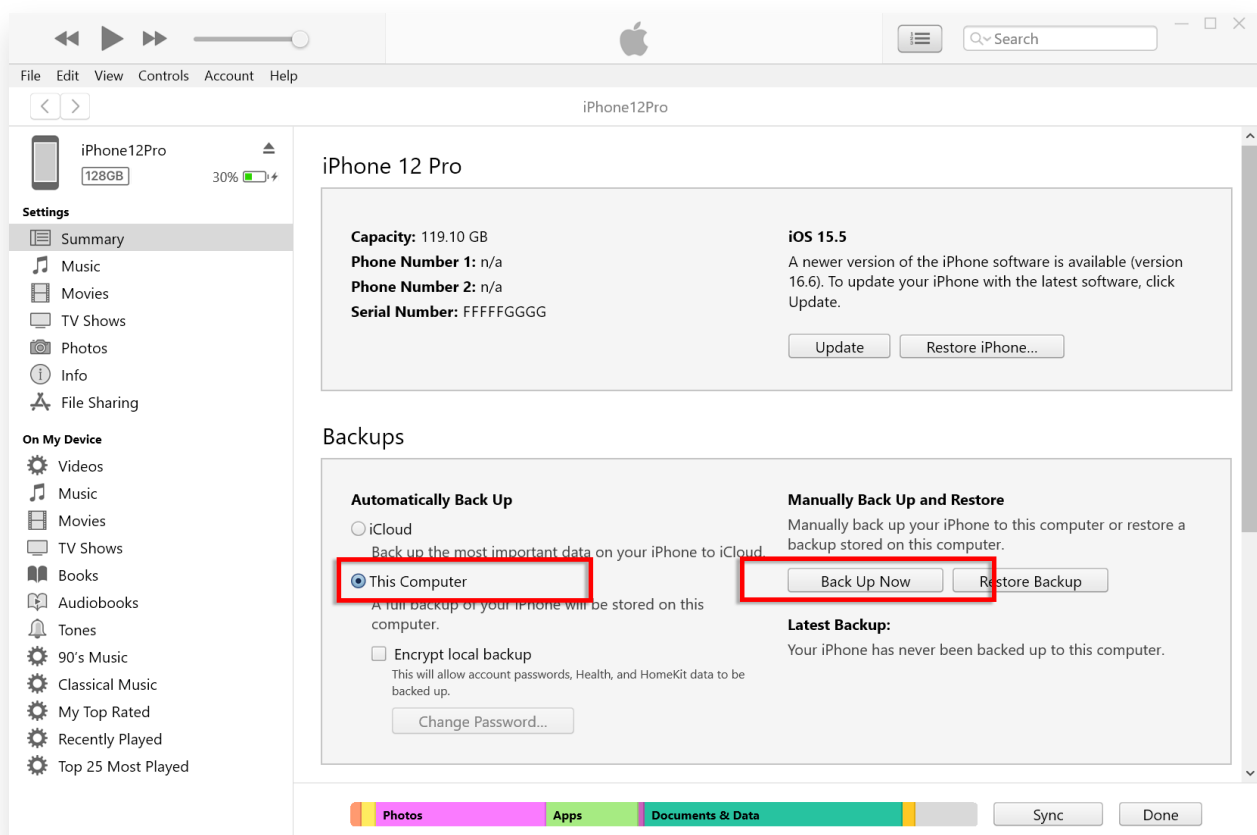 Search
File Edit View Controls Account Help
iPhone12Pro
iPhone12Pro
128GB
30%
Settings
Summary
Music
Movies
TV Shows
Photos
Info
File Sharing
On My Device
Videos
Music
Movies
TV Shows
Books
Audiobooks
Tones
90's Music
Classical Music
My Top Rated
Recently Played
Top 25 Most Played
iPhone 12 Pro
Capacity: 119.10 GB
Phone Number 1: n/a
Phone Number 2: n/a
Serial Number: FFFFFGGGG
iOS 15.5
A newer version of the iPhone software is available (version
16.6). To update your iPhone with the latest software, click
Update.
Update Restore iPhone...
Backups
Automatically Back Up
iCloud
Back up the most important data on your iPhone to iCloud.
This Computer
A full backup of your iPhone will be stored on this
computer.
Encrypt local backup
This will allow account passwords, Health, and HomeKit data to be
backed up.
Change Password...
Manually Back Up and Restore
Manually back up your iPhone to this computer or restore a
backup stored on this computer.
Back Up Now Restore Backup
Latest Backup:
Your iPhone has never been backed up to this computer.
Photos Apps Documents & Data
Sync Done